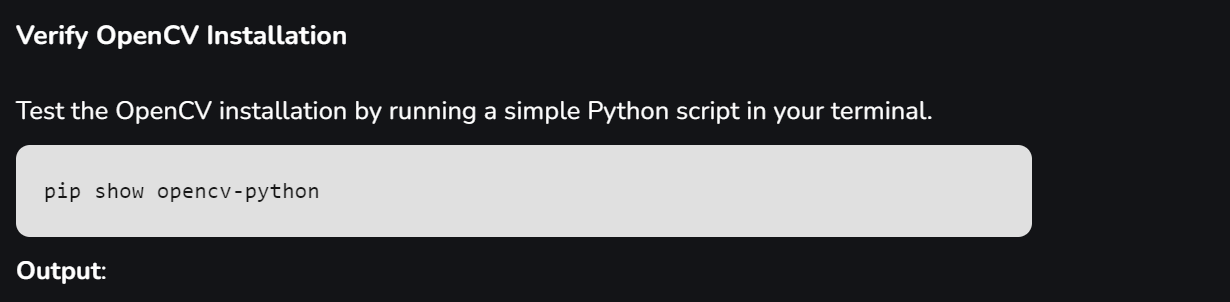 Verify OpenCV Installation
Test the OpenCV installation by running a simple Python script in your terminal.
pip show opencv-python
Output: